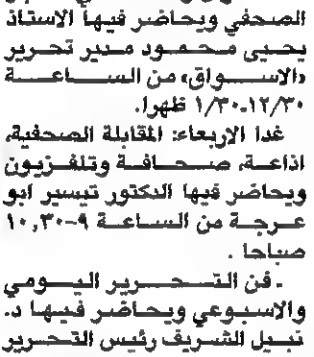 الصحفي ويحاضر فيها الاستاذ
يحيى محمود مدير تحرير
«الاسواق» من الساعة
١٢/٣٠-١/٣٠ ظهرا.
غدا الاربعاء: المقابلة الصحفية،
اذاعة، صحافة وتلفزيون
ويحاضر فيها الدكتور تيسير ابو
عرجة من الساعة ٩-١٠,٣٠
صباحا .
- فن التحرير اليومي
والاسبوعي ويحاضر فيها د.
نبيل الشريف رئيس التحرير